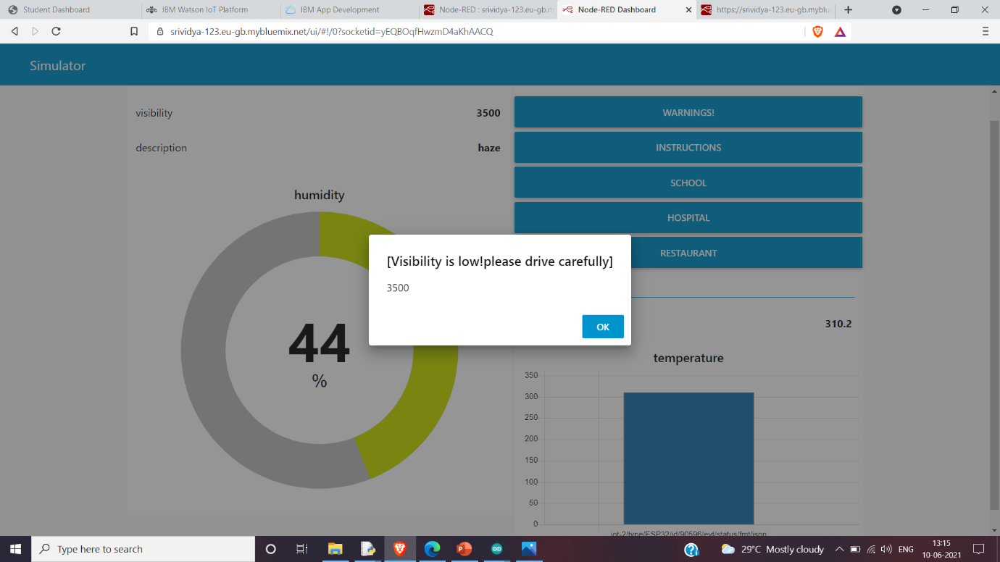 Student Dashboard
IBM Watson IoT Platform
IBM App Development
Node-RED : srividya-123.eu-gb.m
Node-RED Dashboard
https://srividya-123.eu-gb.myblu
srividya-123.eu-gb.mybluemix.net/ui/#!/0?socketid=yEQBOqfHwzmD4aKhAACQ
Simulator
visibility 3500
description haze
humidity
44
%
WARNINGS!
INSTRUCTIONS
SCHOOL
HOSPITAL
RESTAURANT
[Visibility is low!please drive carefully]
3500
OK
310.2
temperature
350
300
250
200
150
100
50
0
iot-2/type/ESP32/id/90596/evt/status/fmt/json
Type here to search
29°C Mostly cloudy
ENG
13:15
10-06-2021